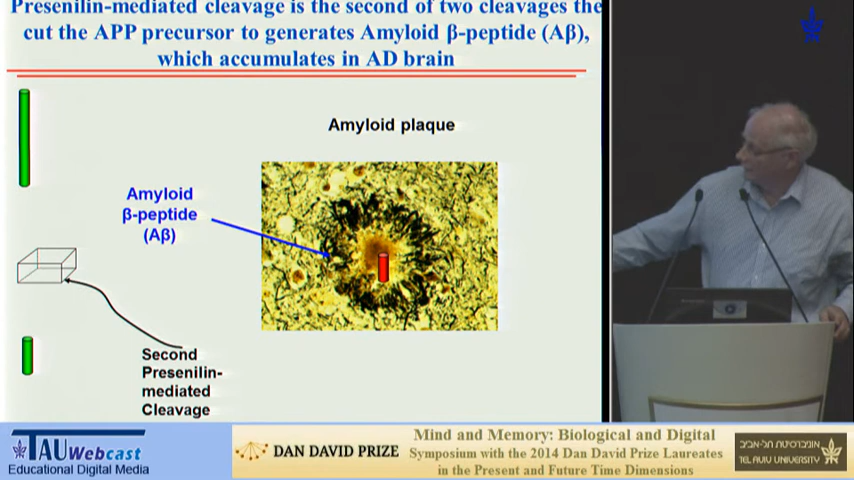 Presenilin-mediated cleavage is the second of two cleavages the
cut the APP precursor to generates Amyloid β-peptide (Aβ),
which accumulates in AD brain
Amyloid plaque
Amyloid
β-peptide
(Aβ)
Second
Presenilin-
mediated
Cleavage
TAU Webcast
Educational Digital Media
DAN DAVID PRIZE
Mind and Memory: Biological and Digital
Symposium with the 2014 Dan David Prize Laureates
in the Present and Future Time Dimensions
אוניברסיטת תל-אביב
TEL AVIV UNIVERSITY